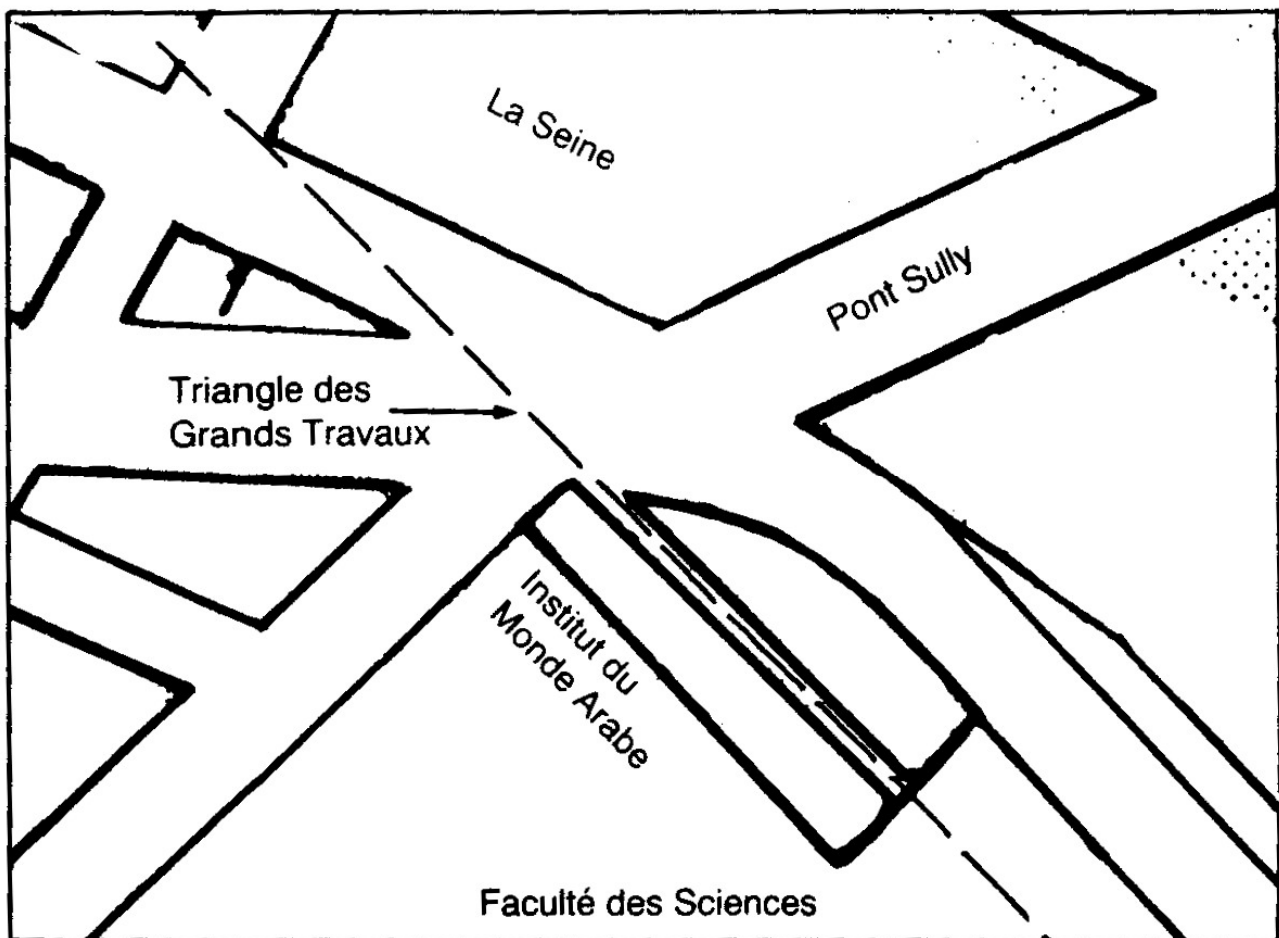 La Seine
Pont Sully
Triangle des
Grands Travaux
Institut du
Monde Arabe
Faculté des Sciences